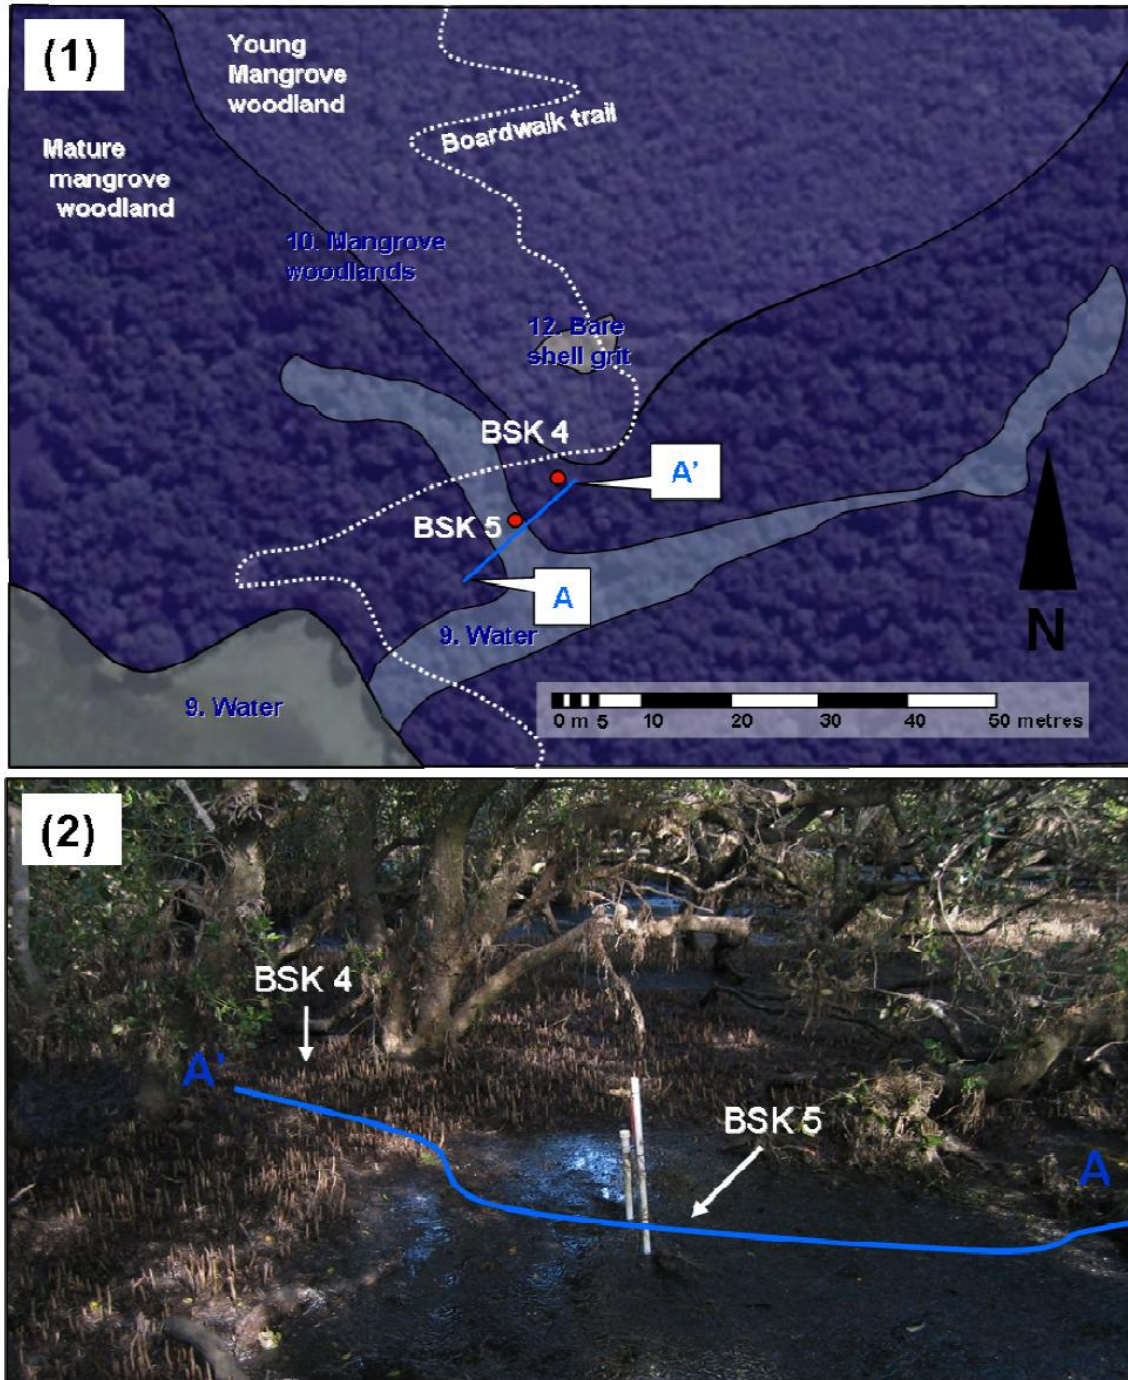 (1)
Young
Mangrove
woodland
Boardwalk trail
Mature
mangrove
woodland
10. Mangrove
woodlands
12. Bare
shell grit
BSK 4
A'
BSK 5
A
9. Water
9. Water
N
0 m 5 10 20 30 40 50 metres
(2)
BSK 4
A'
BSK 5
A